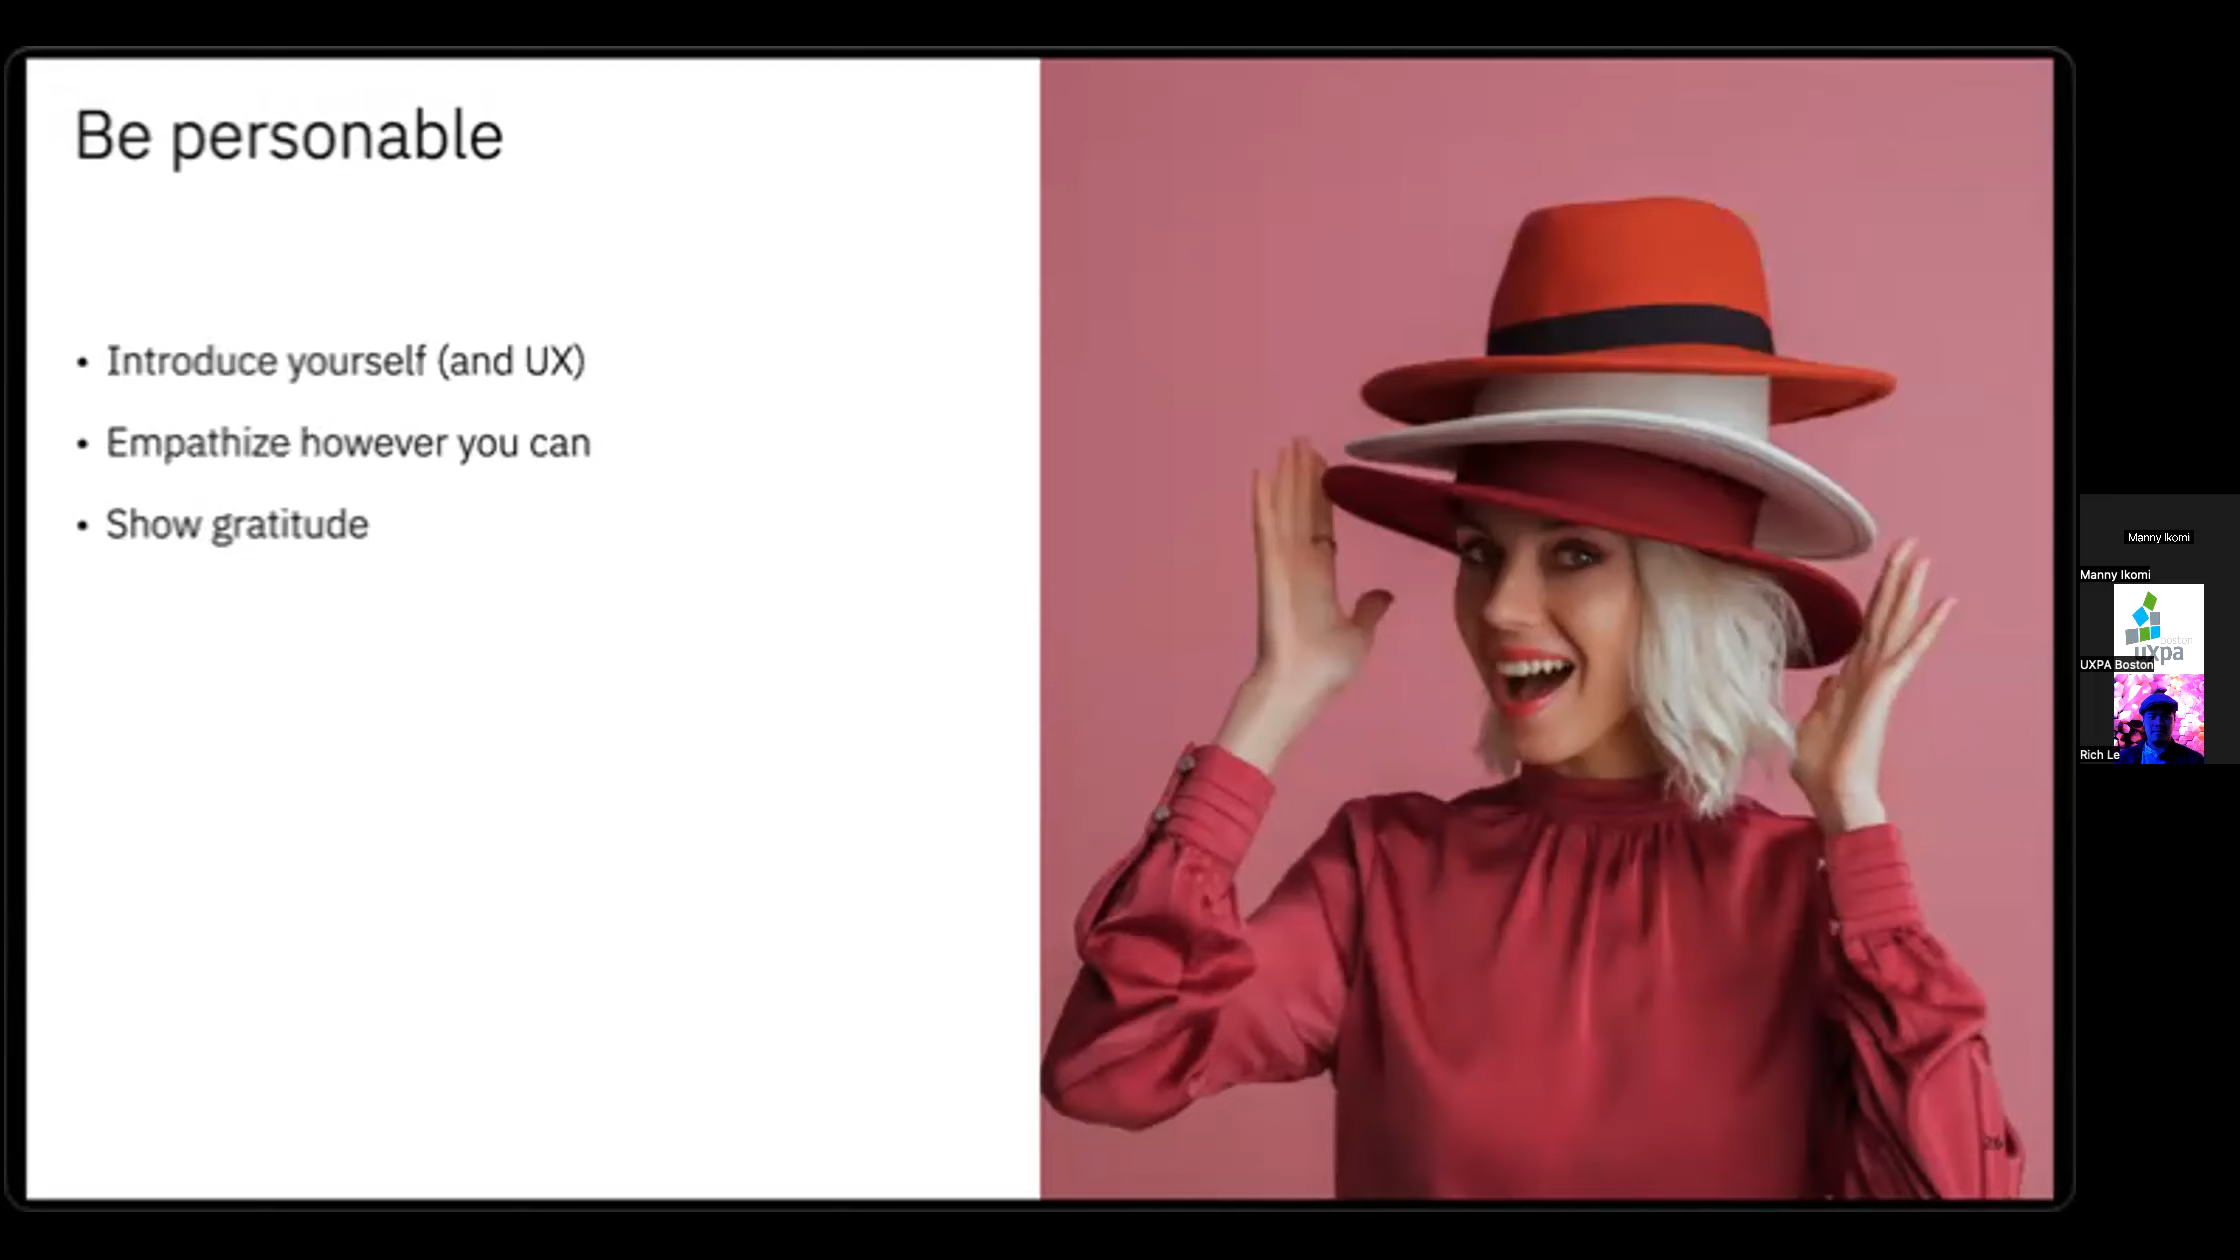 Be personable
• Introduce yourself (and UX)
• Empathize however you can
• Show gratitude
26
Manny Ikomi
Manny Ikomi
boston
uxpa
UXPA Boston
Rich Le